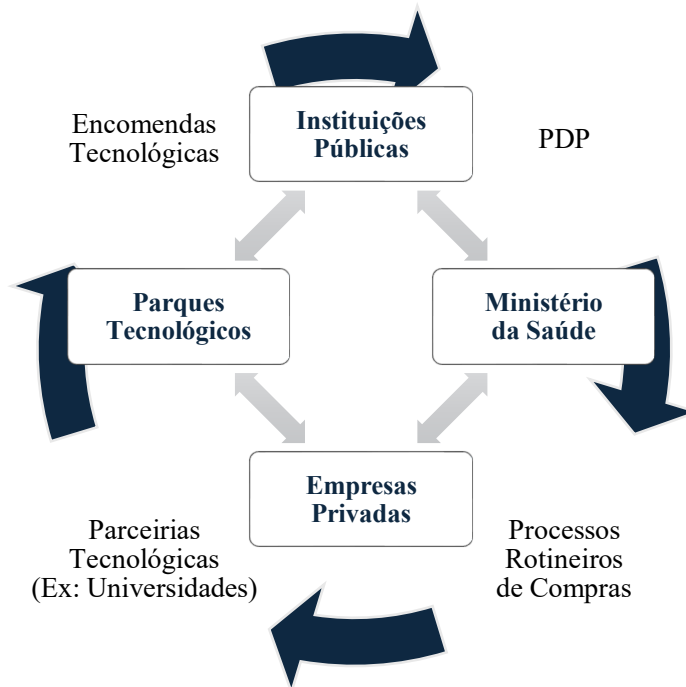 Instituições
Públicas
Encomendas
Tecnológicas
PDP
Parques
Tecnológicos
Ministério
da Saúde
Empresas
Privadas
Parceirias
Tecnológicas
(Ex: Universidades)
Processos
Rotineiros
de Compras